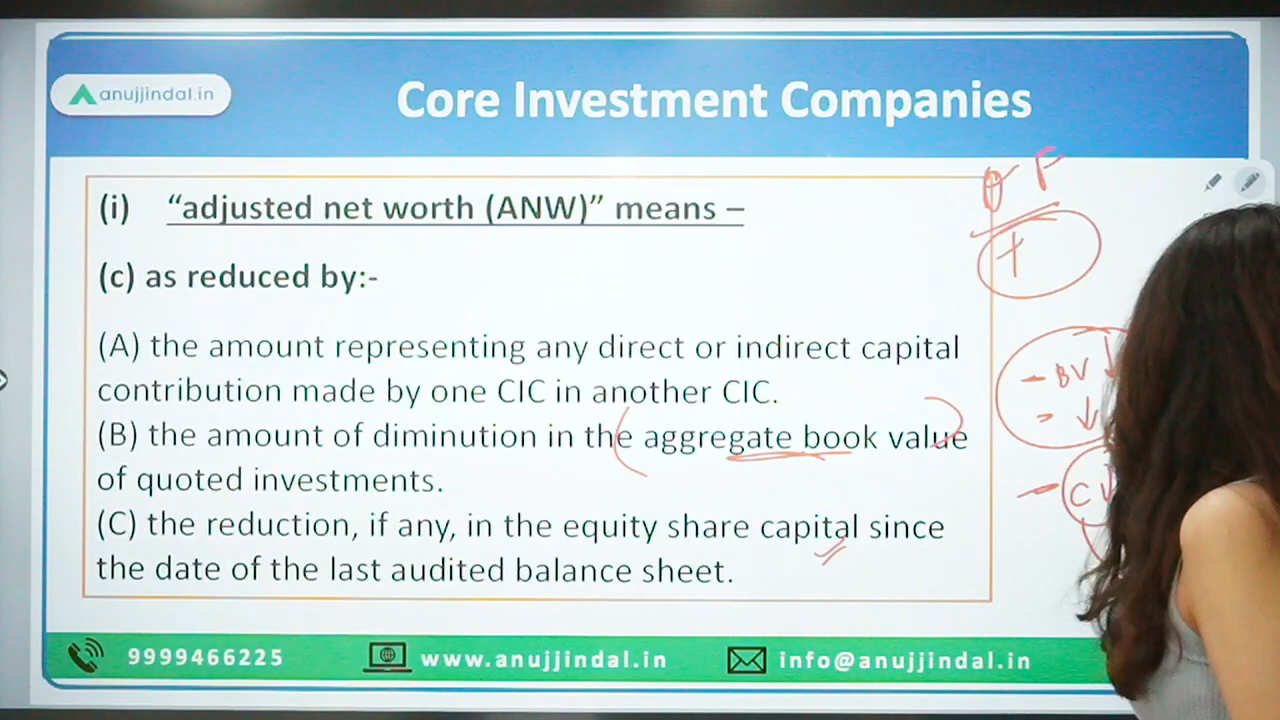 anujjindal.in
Core Investment Companies
(i) “adjusted net worth (ANW)” means –
(c) as reduced by:-
(A) the amount representing any direct or indirect capital
contribution made by one CIC in another CIC.
(B) the amount of diminution in the aggregate book value
of quoted investments.
(C) the reduction, if any, in the equity share capital since
the date of the last audited balance sheet.
- BV ↓
- ↓
- C ↓
9999466225
www.anujjindal.in
info@anujjindal.in